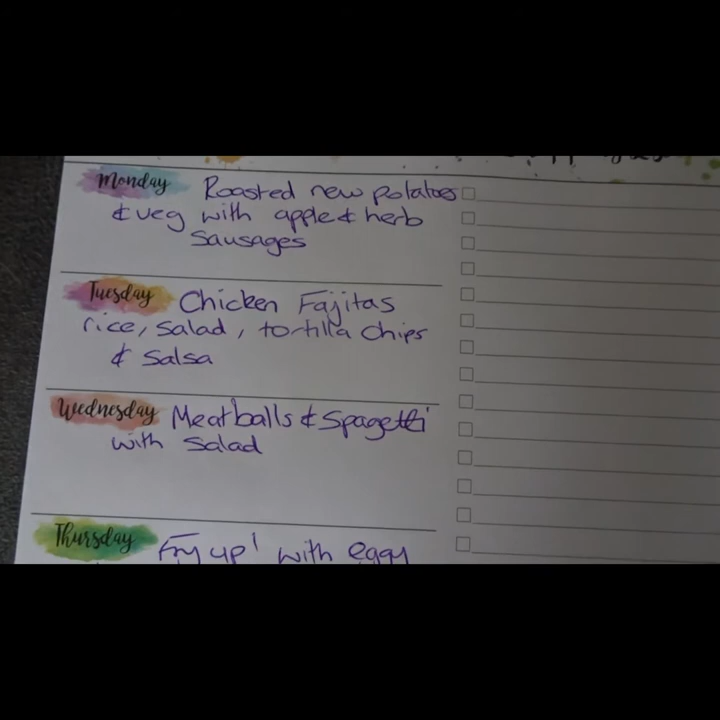 Monday Roasted new potatoes
& veg with apple & herb
sausages
Tuesday Chicken Fajitas
rice, salad, tortilla chips
& salsa
Wednesday Meatballs & Spagetti
with salad
Thursday Fry up' with eggy